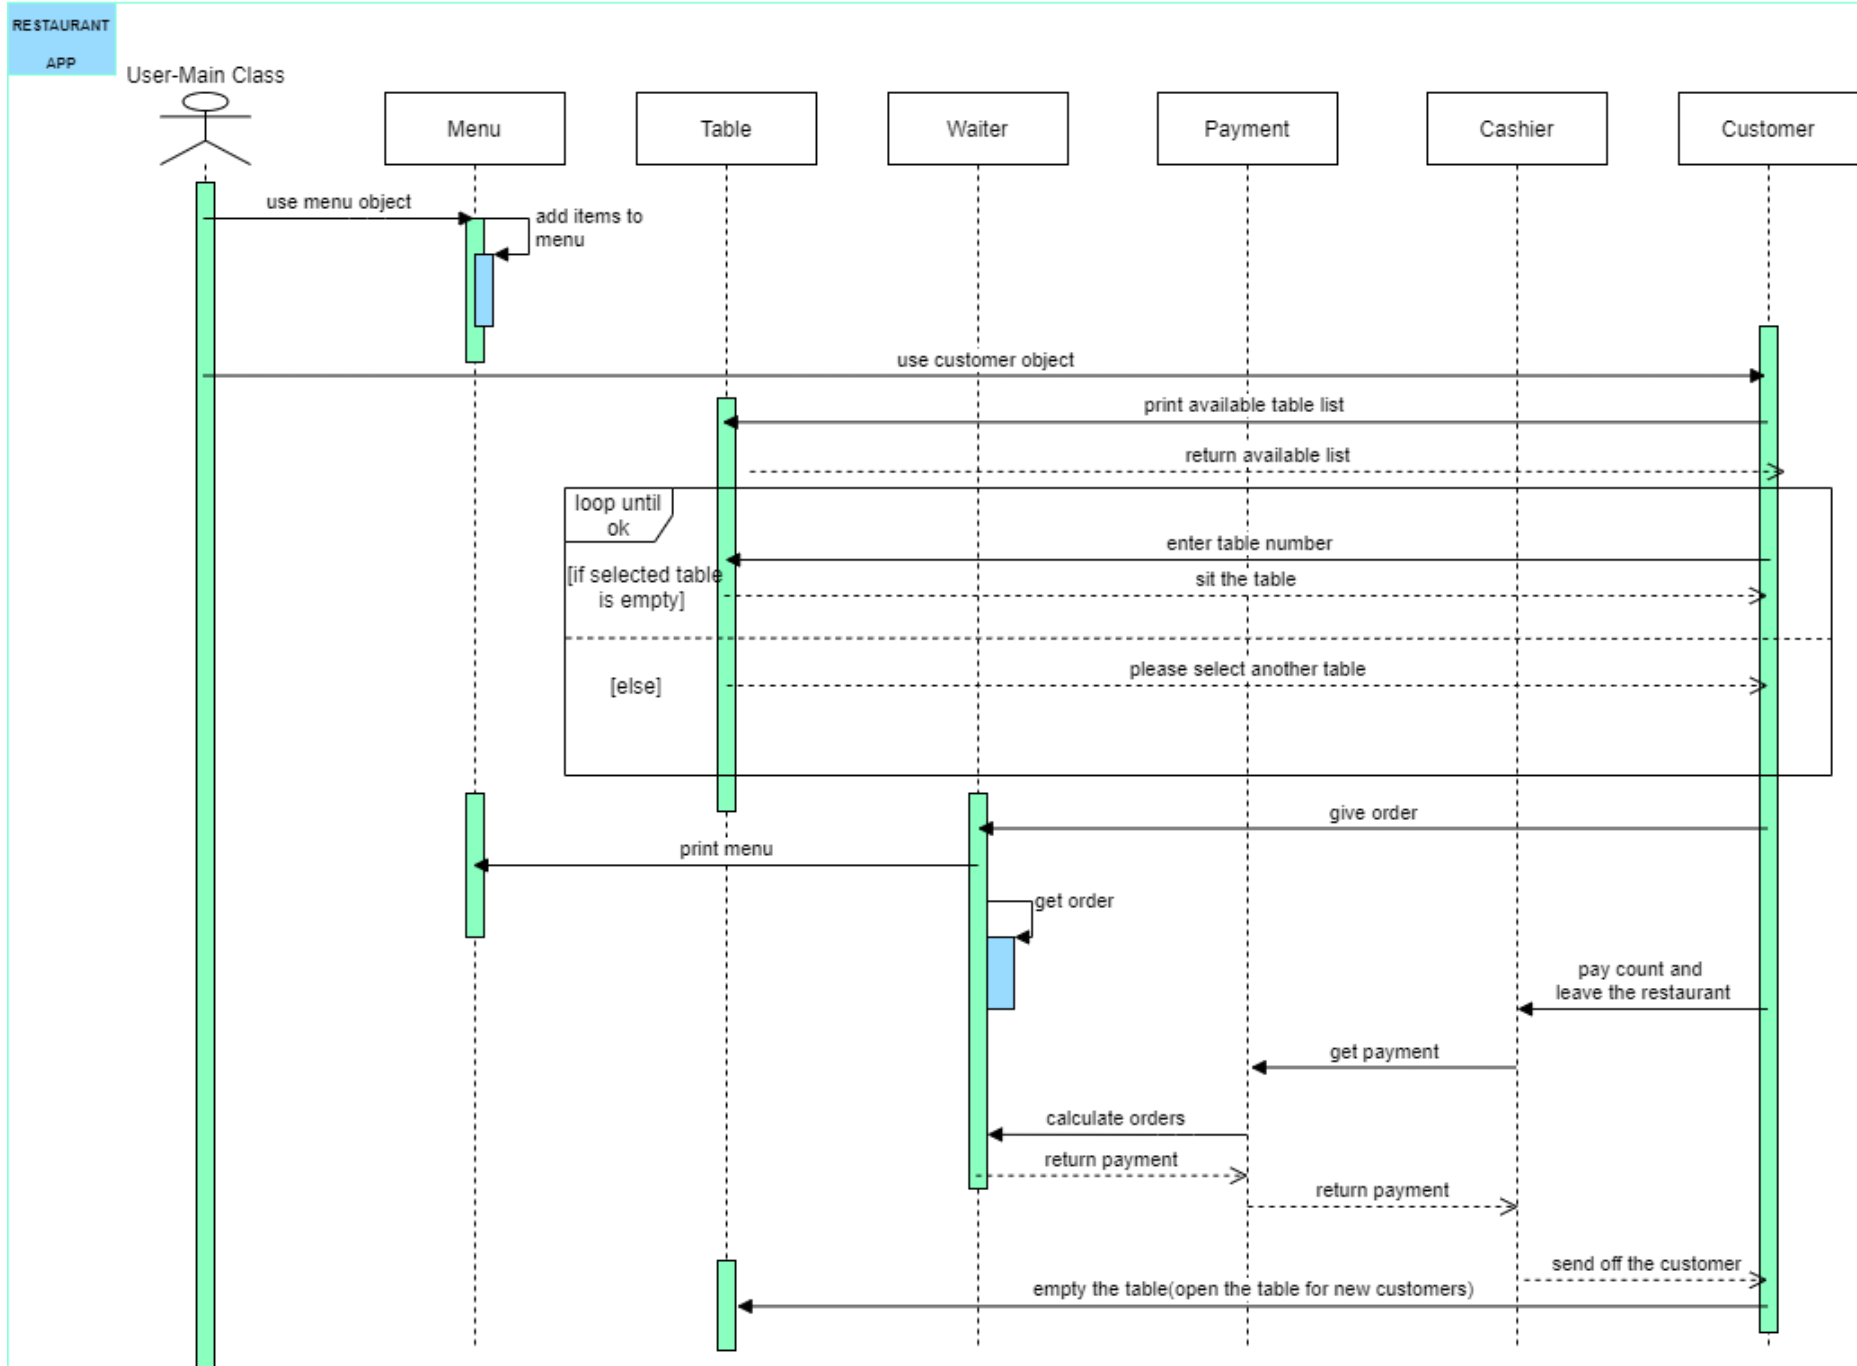 RESTAURANT
APP
User-Main Class
Menu
Table
Waiter
Payment
Cashier
Customer
use menu object
add items to
menu
use customer object
print available table list
return available list
loop until
ok
enter table number
[if selected table
is empty]
sit the table
please select another table
[else]
give order
print menu
get order
pay count and
leave the restaurant
get payment
calculate orders
return payment
return payment
send off the customer
empty the table(open the table for new customers)